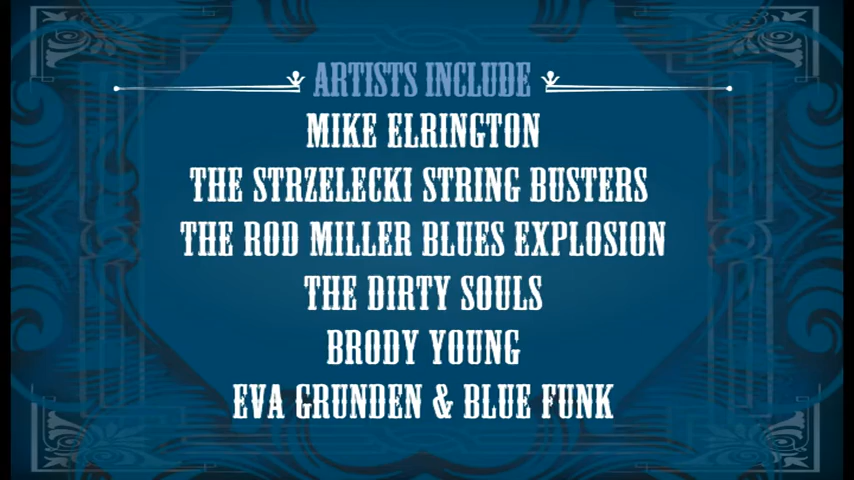 ARTISTS INCLUDE
MIKE ELRINGTON
THE STRZELECKI STRING BUSTERS
THE ROD MILLER BLUES EXPLOSION
THE DIRTY SOULS
BRODY YOUNG
EVA GRUNDEN & BLUE FUNK